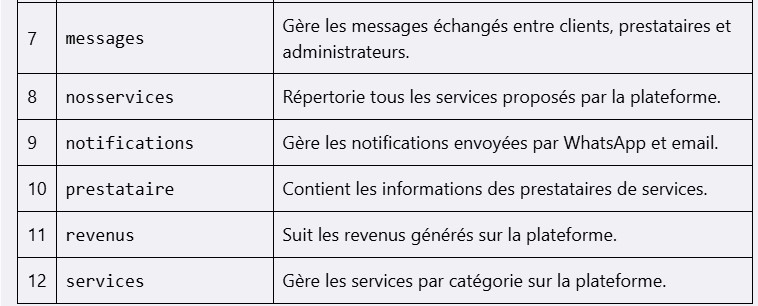 7 messages Gère les messages échangés entre clients, prestataires et
administrateurs.
8 nosservices Répertorie tous les services proposés par la plateforme.
9 notifications Gère les notifications envoyées par WhatsApp et email.
10 prestataire Contient les informations des prestataires de services.
11 revenus Suit les revenus générés sur la plateforme.
12 services Gère les services par catégorie sur la plateforme.